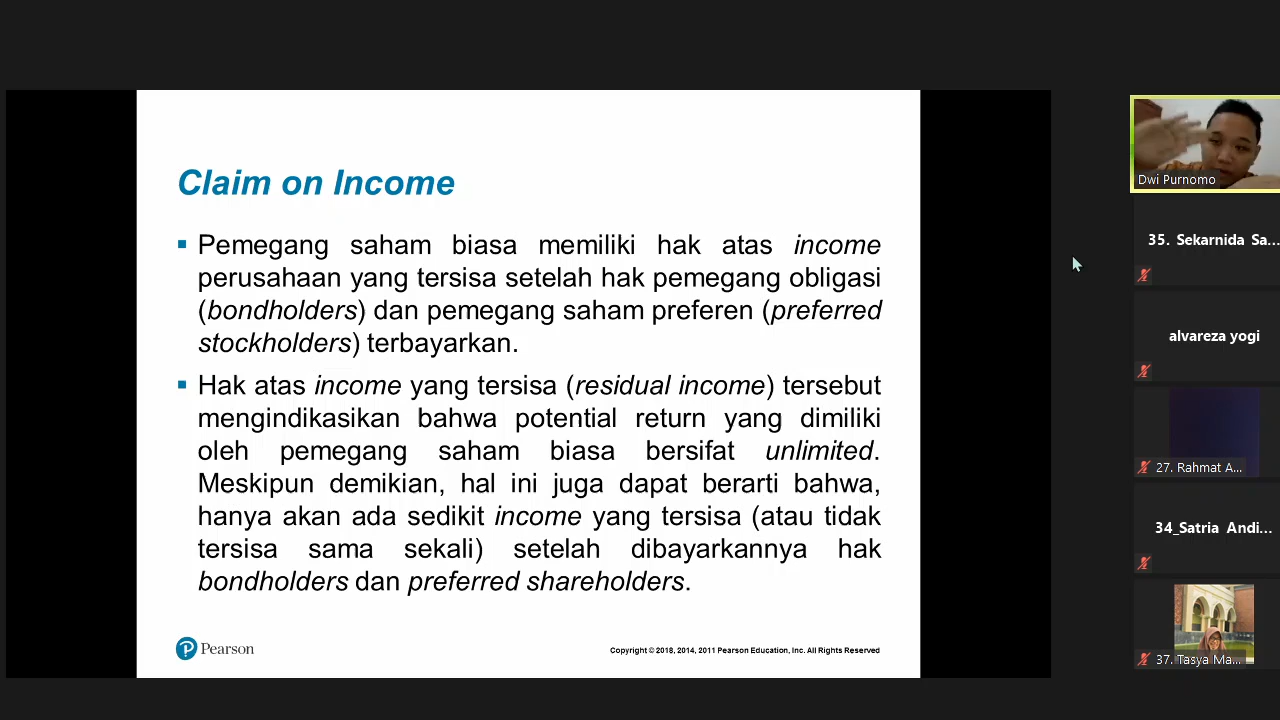 Claim on Income
▪ Pemegang saham biasa memiliki hak atas income
perusahaan yang tersisa setelah hak pemegang obligasi
(bondholders) dan pemegang saham preferen (preferred
stockholders) terbayarkan.
▪ Hak atas income yang tersisa (residual income) tersebut
mengindikasikan bahwa potential return yang dimiliki
oleh pemegang saham biasa bersifat unlimited.
Meskipun demikian, hal ini juga dapat berarti bahwa,
hanya akan ada sedikit income yang tersisa (atau tidak
tersisa sama sekali) setelah dibayarkannya hak
bondholders dan preferred shareholders.
P Pearson
Copyright © 2018, 2014, 2011 Pearson Education, Inc. All Rights Reserved
Dwi Purnomo
35. Sekarnida Sa...
alvareza yogi
27. Rahmat A...
34_Satria Andi...
37. Tasya Ma...